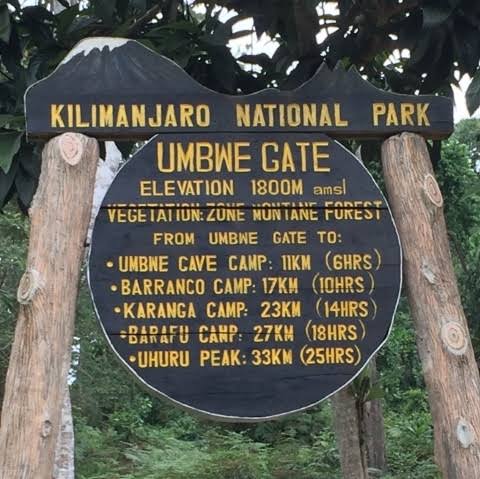 KILIMANJARO NATIONAL PARK
UMBWE GATE
ELEVATION 1800M amsl
VEGETATION: ZONE MONTANE FOREST
FROM UMBWE GATE TO:
• UMBWE CAVE CAMP: 11KM (6HRS)
• BARRANCO CAMP: 17KM (10HRS)
• KARANGA CAMP: 23KM (14HRS)
• BARAFU CAMP: 27KM (18HRS)
• UHURU PEAK: 33KM (25HRS)